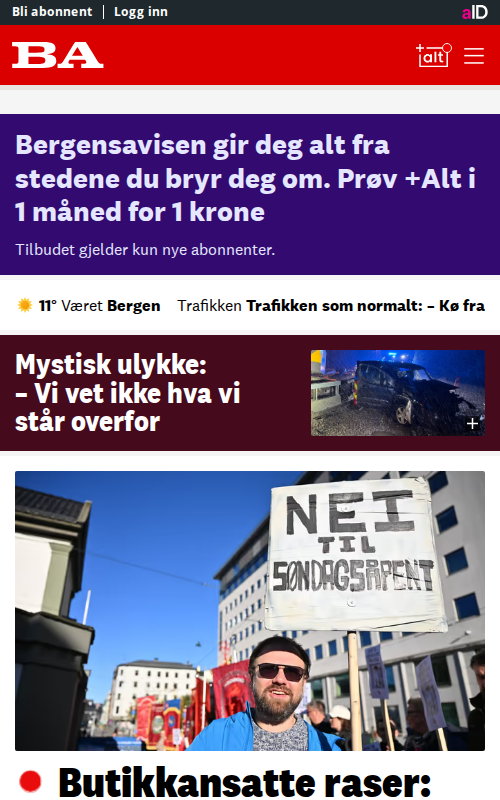 Bli abonnent | Logg inn
aID
BA
+alt
Bergensavisen gir deg alt fra
stedene du bryr deg om. Prøv +Alt i
1 måned for 1 krone
Tilbudet gjelder kun nye abonnenter.
11° Været Bergen Trafikken Trafikken som normalt: – Kø fra
Mystisk ulykke:
– Vi vet ikke hva vi
står overfor
NEI
TIL
SØNDAGSÅPENT
Butikkansatte raser: